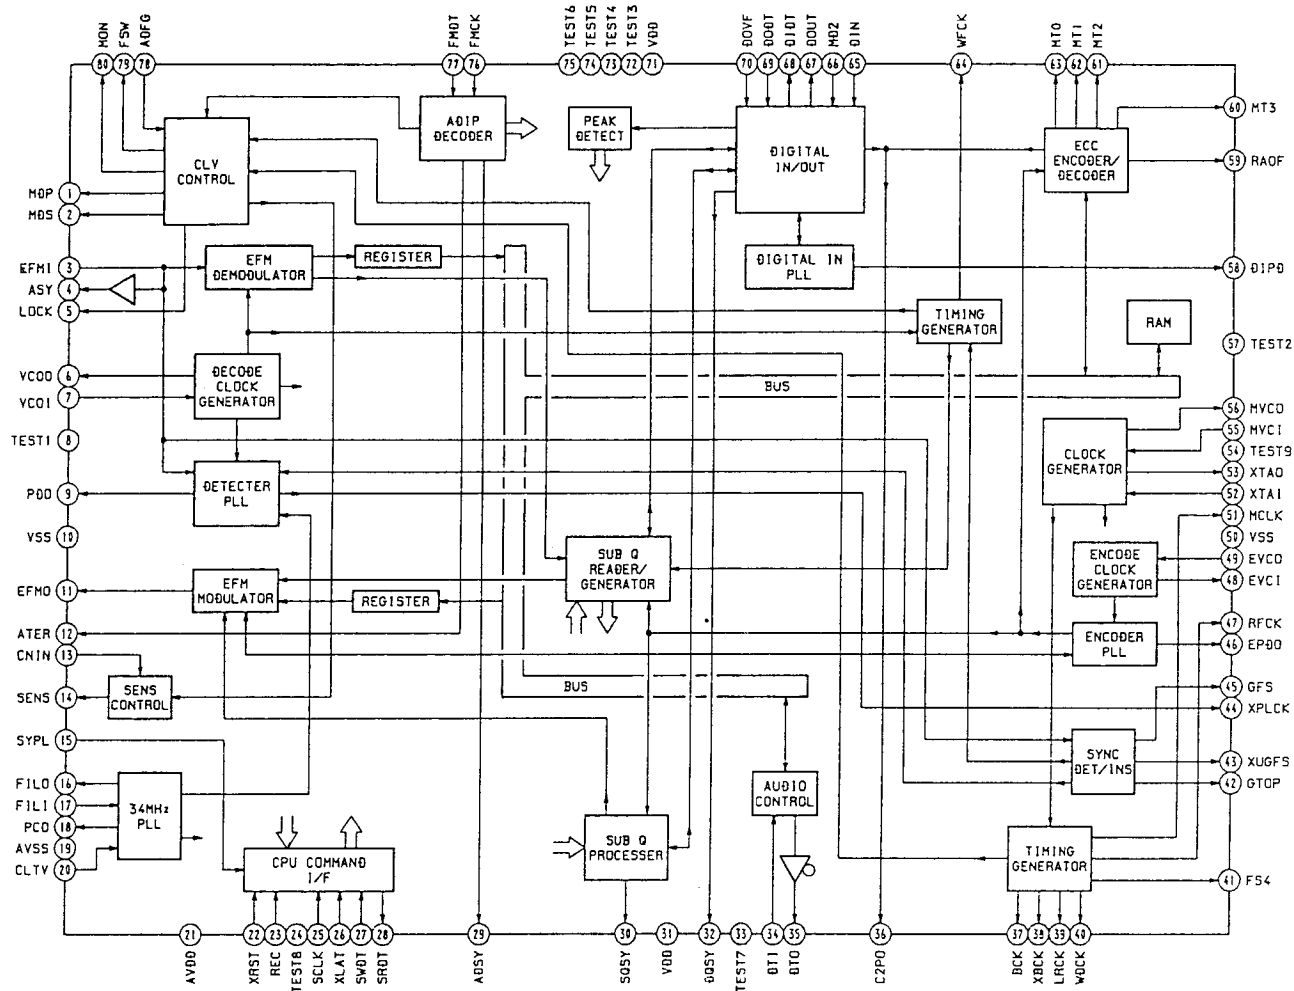 MON
FSW
ADFG
FMDT
FMCK
TEST6
TEST5
TEST4
TEST3
VDD
DOVF
DODT
DIDT
DOUT
MD2
DIN
WFCK
MT0
MT1
MT2
80
79
78
77
76
75
74
73
72
71
70
69
68
67
66
65
64
63
62
61
MDP 1
MDS 2
EFMI 3
ASY 4
LOCK 5
VCOO 6
VCOI 7
TEST1 8
PDO 9
VSS 10
EFMO 11
ATER 12
CNIN 13
SENS 14
SYPL 15
FILO 16
FILI 17
PCO 18
AVSS 19
CLTV 20
CLV
CONTROL
ADIP
DECODER
PEAK
DETECT
DIGITAL
IN/OUT
ECC
ENCODER/
DECODER
EFM
DEMODULATOR
REGISTER
DIGITAL IN
PLL
TIMING
GENERATOR
RAM
DECODE
CLOCK
GENERATOR
BUS
CLOCK
GENERATOR
DETECTER
PLL
SUB Q
READER/
GENERATOR
ENCODE
CLOCK
GENERATOR
EFM
MODULATOR
REGISTER
ENCODER
PLL
SENS
CONTROL
BUS
SYNC
DET/INS
34MHz
PLL
AUDIO
CONTROL
SUB Q
PROCESSER
TIMING
GENERATOR
CPU COMMAND
I/F
60 MT3
59 RAOF
58 DIPD
57 TEST2
56 MVCO
55 MVCI
54 TEST9
53 XTAO
52 XTAI
51 MCLK
50 VSS
49 EVCO
48 EVCI
47 RFCK
46 EPDO
45 GFS
44 XPLCK
43 XUGFS
42 GTOP
41 FS4
21
22
23
24
25
26
27
28
29
30
31
32
33
34
35
36
37
38
39
40
AVDD
XRST
REC
TEST8
SCLK
XLAT
SWDT
SRDT
ADSY
SQSY
VDD
DQSY
TEST7
DTI
DTO
C2PO
BCK
XBCK
LRCK
WDCK